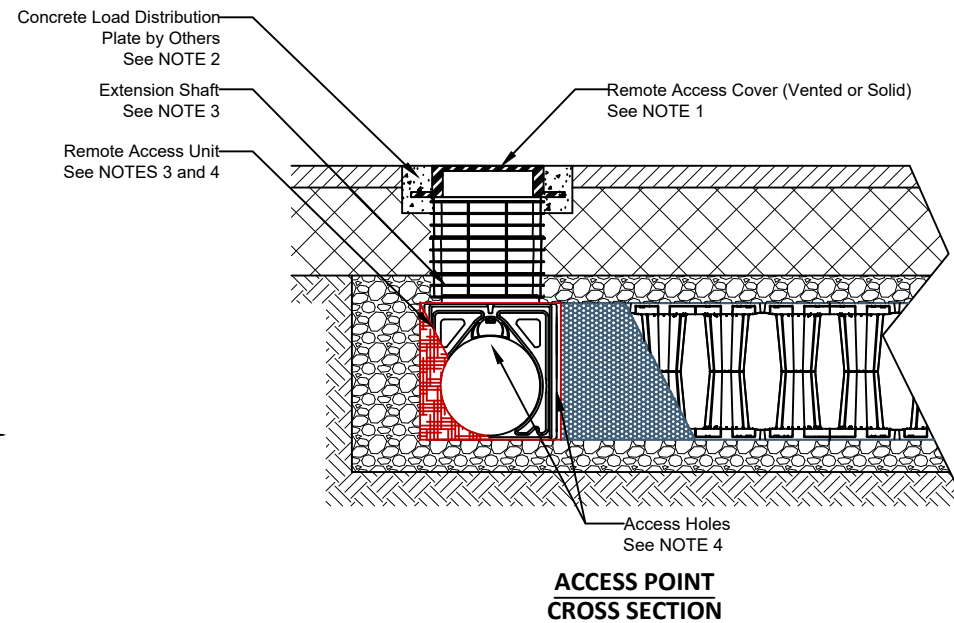 Concrete Load Distribution
Plate by Others
See NOTE 2
Extension Shaft
See NOTE 3
Remote Access Unit
See NOTES 3 and 4
Remote Access Cover (Vented or Solid)
See NOTE 1
Access Holes
See NOTE 4
ACCESS POINT
CROSS SECTION